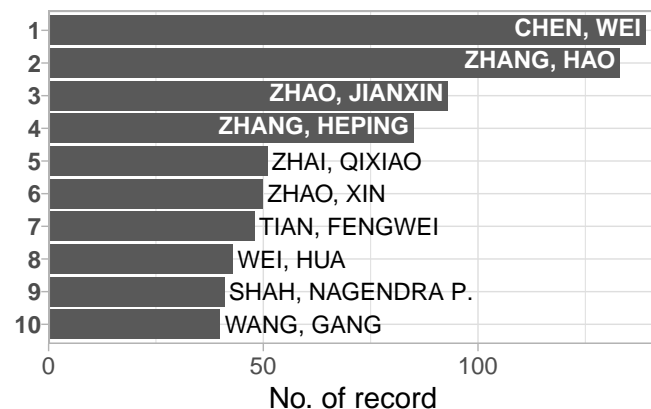 1 CHEN, WEI
2 ZHANG, HAO
3 ZHAO, JIANXIN
4 ZHANG, HEPING
5 ZHAI, QIXIAO
6 ZHAO, XIN
7 TIAN, FENGWEI
8 WEI, HUA
9 SHAH, NAGENDRA P.
10 WANG, GANG
0 50 100
No. of record